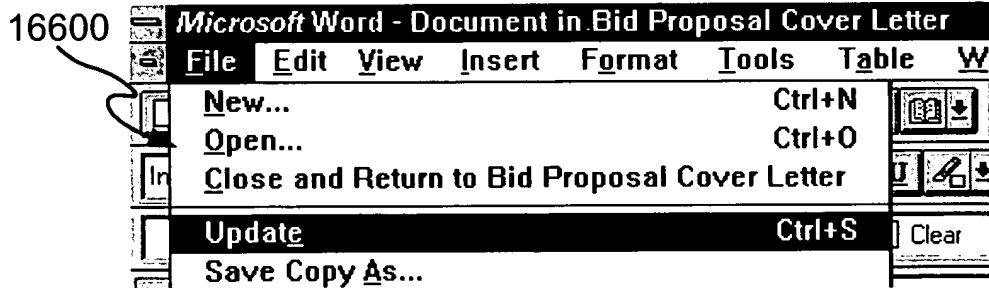 16600
Microsoft Word - Document in Bid Proposal Cover Letter
File Edit View Insert Format Tools Table W
New... Ctrl+N
Open... Ctrl+O
In
Close and Return to Bid Proposal Cover Letter
U
Update Ctrl+S
Clear
Save Copy As...